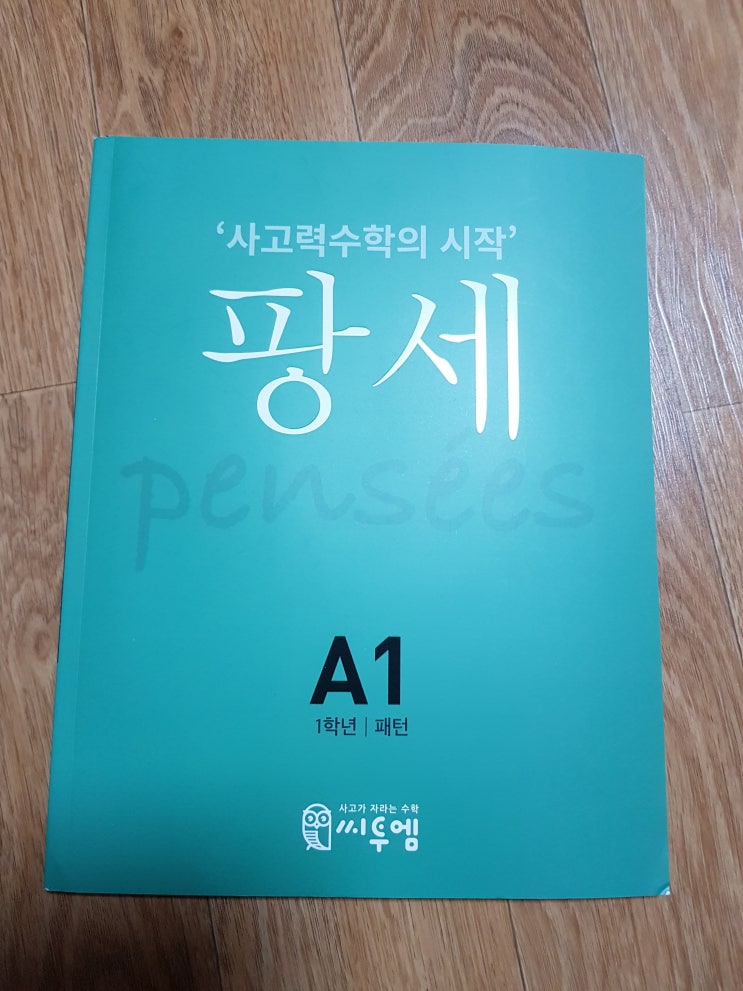 ‘사고력수학의 시작’
팡세
pensées
A1
1학년 | 패턴
사고가 자라는 수학
씨투엠